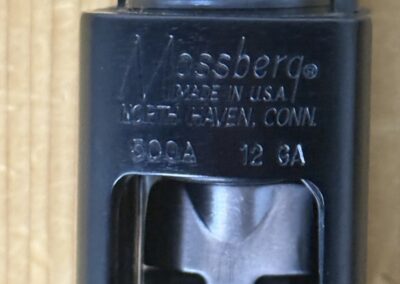 Mossberg®
MADE IN U.S.A
NORTH HAVEN, CONN.
500A 12 GA